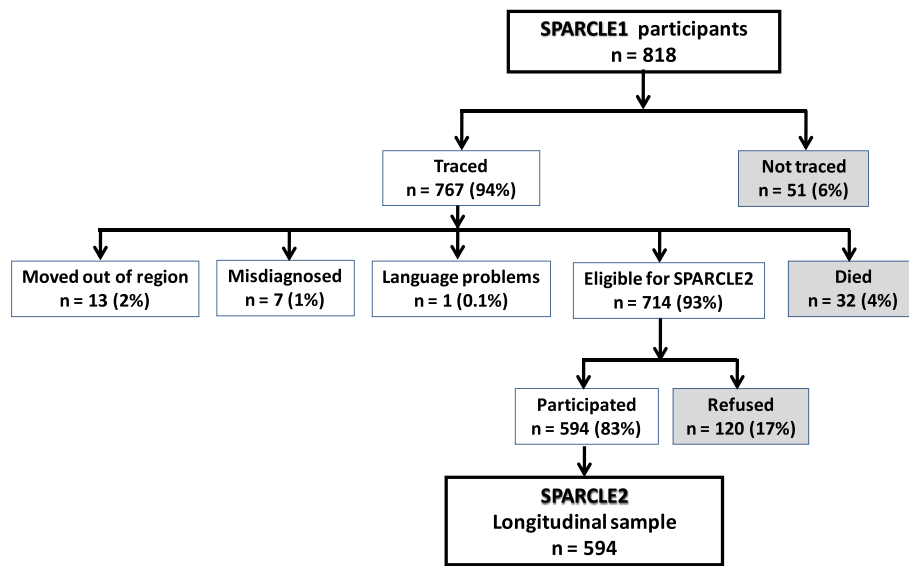 SPARCLE1 participants
n = 818
Traced
n = 767 (94%)
Not traced
n = 51 (6%)
Moved out of region
n = 13 (2%)
Misdiagnosed
n = 7 (1%)
Language problems
n = 1 (0.1%)
Eligible for SPARCLE2
n = 714 (93%)
Died
n = 32 (4%)
Participated
n = 594 (83%)
Refused
n = 120 (17%)
SPARCLE2
Longitudinal sample
n = 594